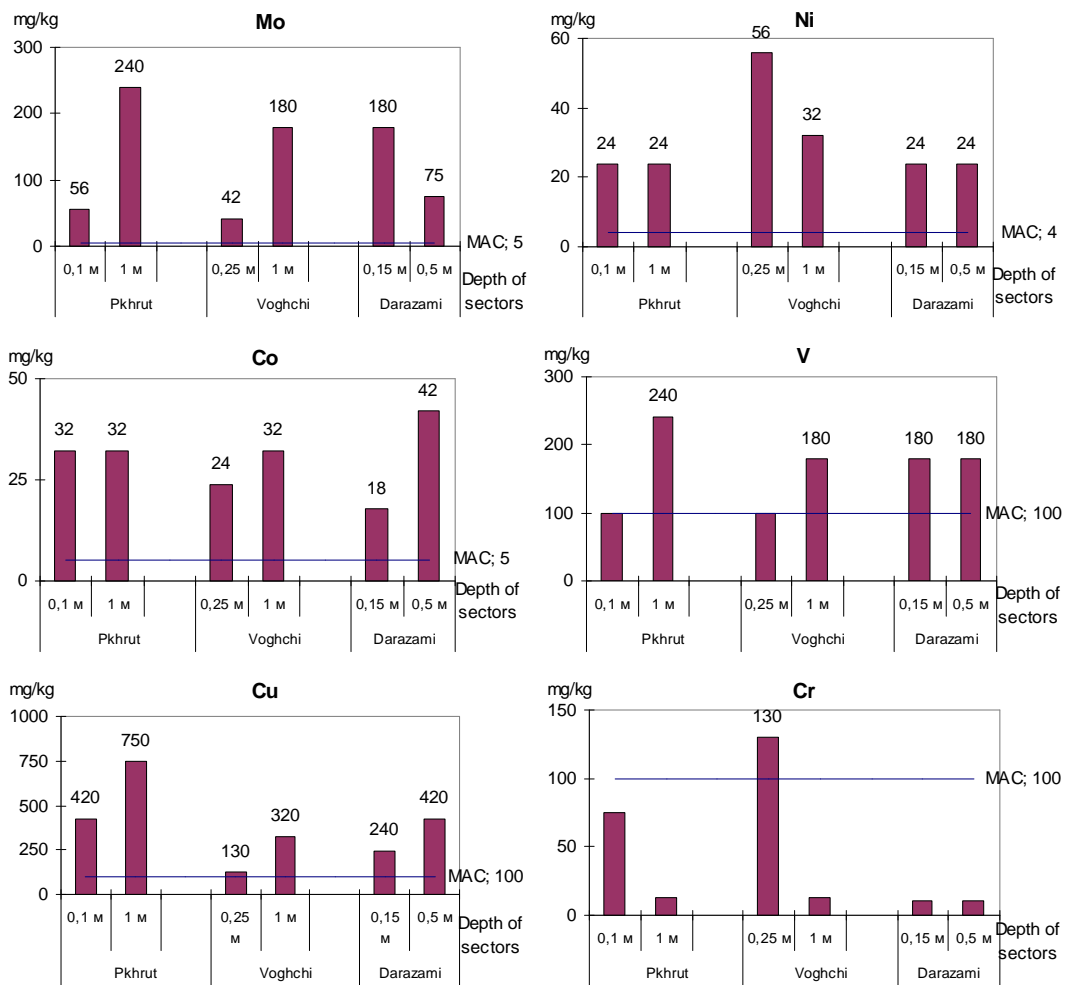 mg/kg
Mo
300
240
200
180
180
100
56
42
75
0
MAC; 5
0,1 м 1 м 0,25 м 1 м 0,15 м 0,5 м
Depth of
sectors
Pkhrut Voghchi Darazami
mg/kg
Ni
60
56
40
32
24 24 24 24
20
MAC; 4
0
0,1 м 1 м 0,25 м 1 м 0,15 м 0,5 м
Depth of
sectors
Pkhrut Voghchi Darazami
mg/kg
Co
50
42
32 32 24 32 18
25
MAC; 5
0
0,1 м 1 м 0,25 м 1 м 0,15 м 0,5 м
Depth of
sectors
Pkhrut Voghchi Darazami
mg/kg
V
300
240
200
180 180 180
100
MAC; 100
0
0,1 м 1 м 0,25 м 1 м 0,15 м 0,5 м
Depth of
sectors
Pkhrut Voghchi Darazami
mg/kg
Cu
1000
750
750
500
420 130 320 240 420
250
MAC; 100
0
0,1 м 1 м 0,25 м 1 м 0,15 м 0,5 м
Depth of
sectors
Pkhrut Voghchi Darazami
mg/kg
Cr
150
130
100
MAC; 100
50
0
0,1 м 1 м 0,25 м 1 м 0,15 м 0,5 м
Depth of
sectors
Pkhrut Voghchi Darazami